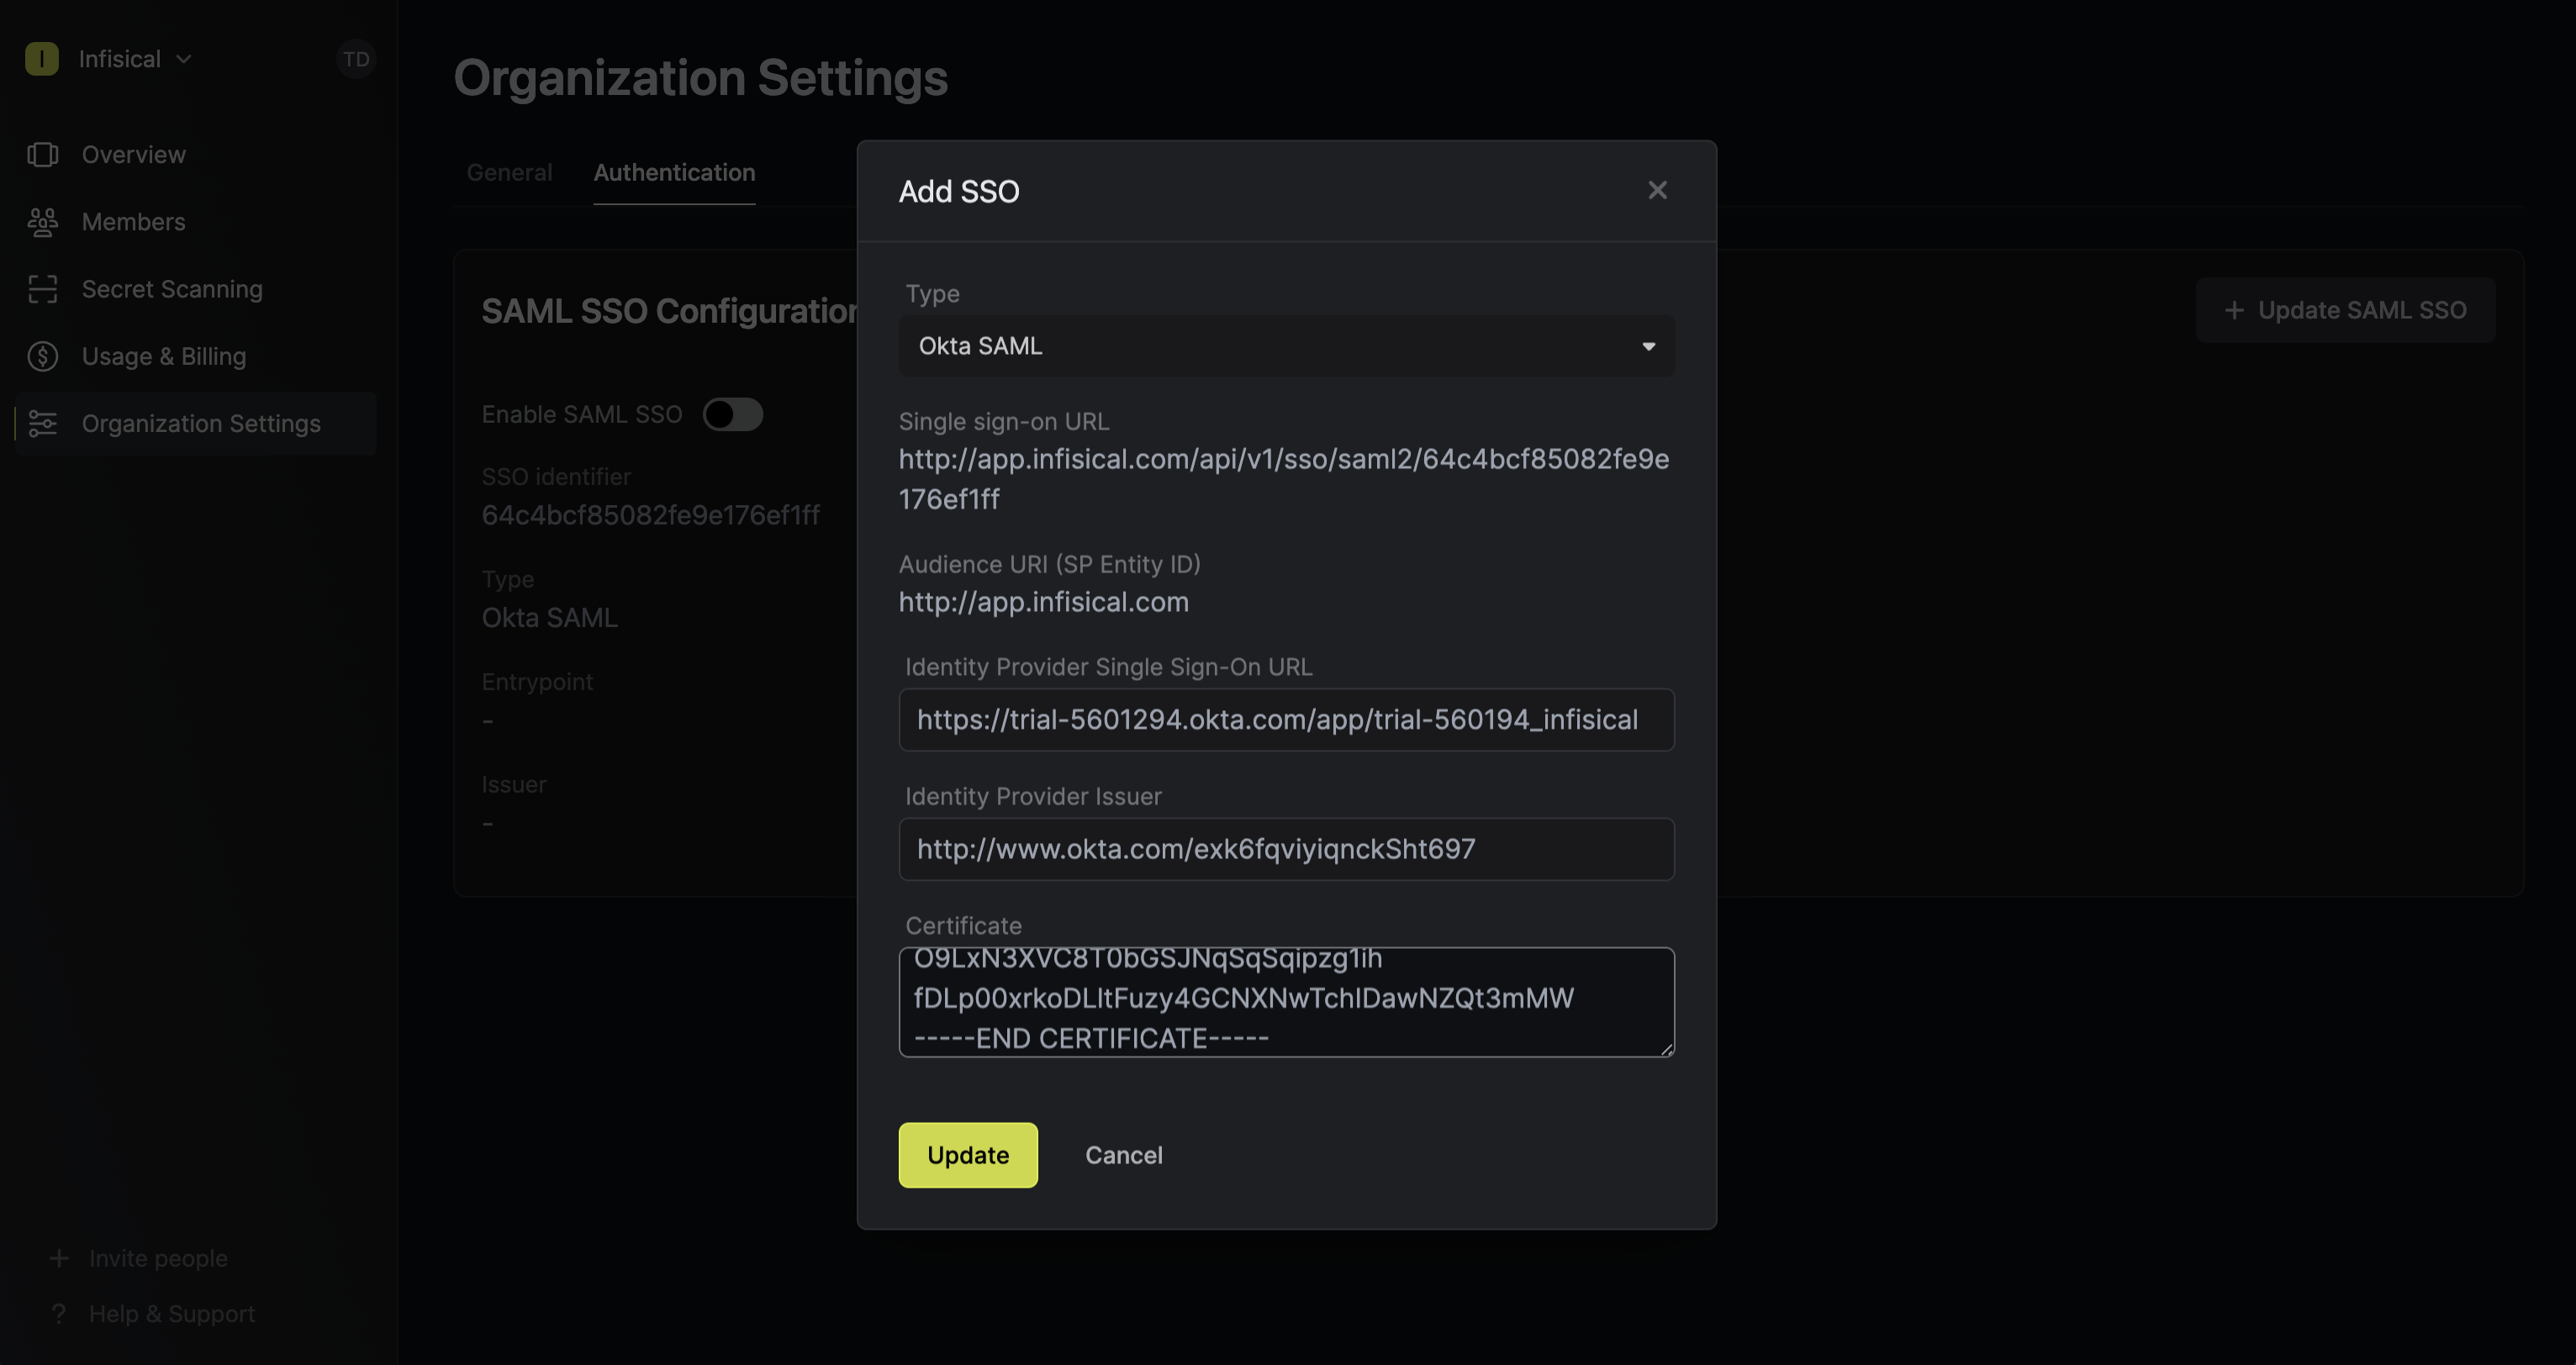 I Infisical TD
Overview
Members
Secret Scanning
Usage & Billing
Organization Settings
Invite people
? Help & Support
Organization Settings
General Authentication
SAML SSO Configuration
+ Update SAML SSO
Enable SAML SSO
SSO identifier
64c4bcf85082fe9e176ef1ff
Type
Okta SAML
Entrypoint
-
Issuer
-
Add SSO
Type
Okta SAML
Single sign-on URL
http://app.infisical.com/api/v1/sso/saml2/64c4bcf85082fe9e
176ef1ff
Audience URI (SP Entity ID)
http://app.infisical.com
Identity Provider Single Sign-On URL
https://trial-5601294.okta.com/app/trial-560194_infisical
Identity Provider Issuer
http://www.okta.com/exk6fqviyiqnckSht697
Certificate
O9LxN3XVC8T0bGSJNqSqSqipzg1ih
fDLp00xrkoDLItFuzy4GCNXNwTchIDawNZQt3mMW
-----END CERTIFICATE-----
Update Cancel